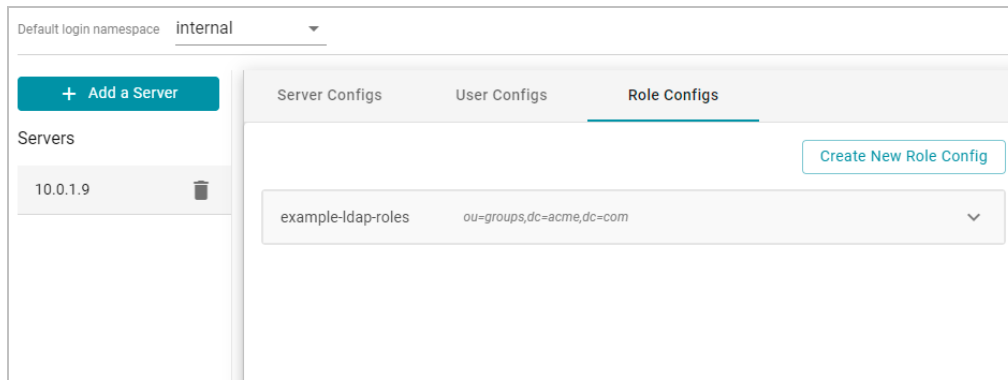 Default login namespace internal
+ Add a Server
Servers
10.0.1.9
Server Configs User Configs Role Configs
Create New Role Config
example-ldap-roles ou=groups,dc=acme,dc=com